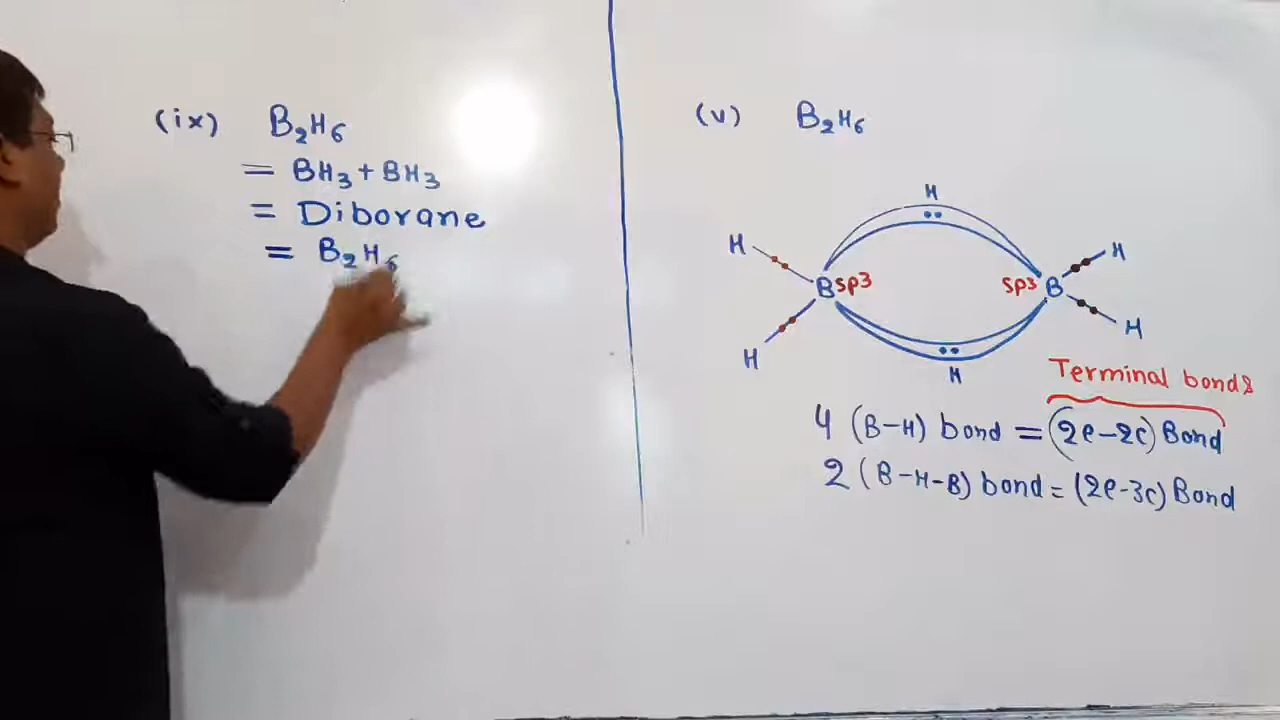 (ix) B₂H₆
= BH₃ + BH₃
= Diborane
= B₂H₆
(v) B₂H₆
H
H H
B sp3 sp3 B
H H
H
Terminal bonds
4 (B-H) bond = (2e-2c) Bond
2 (B-H-B) bond = (2e-3c) Bond